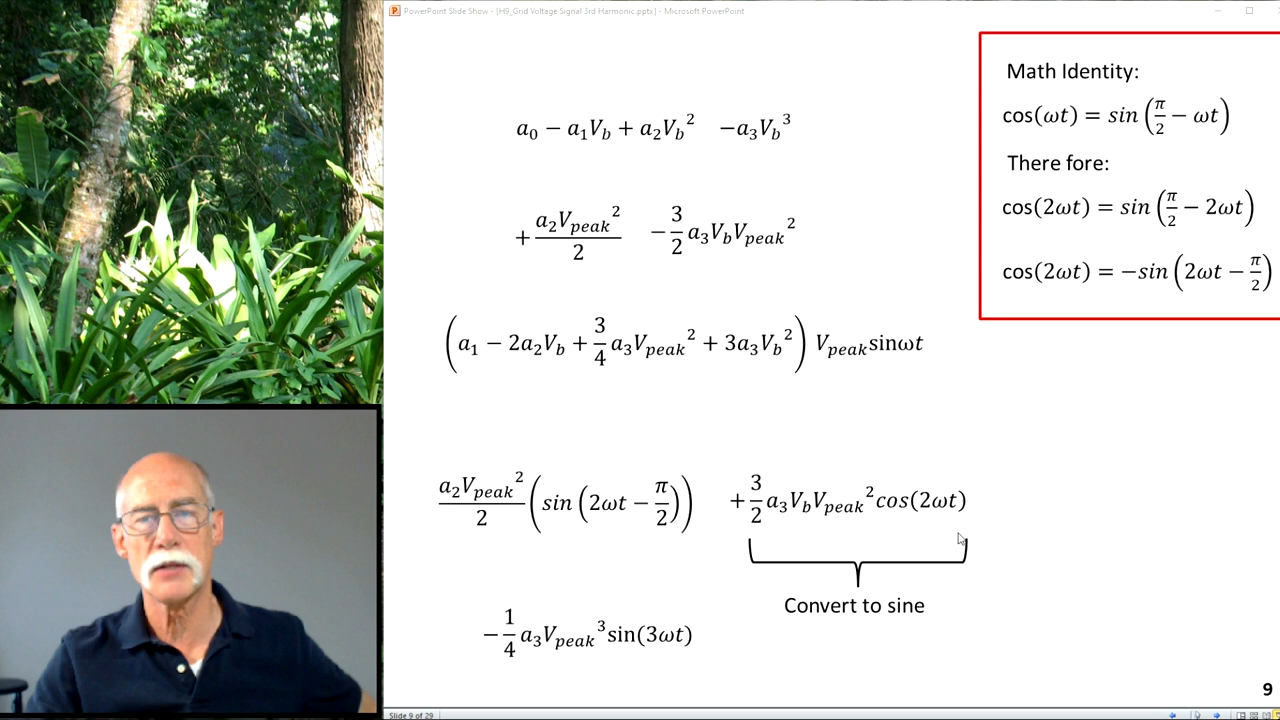 PowerPoint Slide Show - [H9_Grid Voltage Signal 3rd Harmonic.pptx] - Microsoft PowerPoint
Math Identity:
cos(ωt) = sin(π/2 − ωt)
There fore:
cos(2ωt) = sin(π/2 − 2ωt)
cos(2ωt) = −sin(2ωt − π/2)
a₀ − a₁V_b + a₂V_b² −a₃V_b³
+ a₂V_peak²/2 − 3/2 a₃V_bV_peak²
(a₁ − 2a₂V_b + 3/4 a₃V_peak² + 3a₃V_b²) V_peak sinωt
a₂V_peak²/2 (sin(2ωt − π/2)) + 3/2 a₃V_bV_peak² cos(2ωt)
Convert to sine
− 1/4 a₃V_peak³ sin(3ωt)
9
Slide 9 of 29